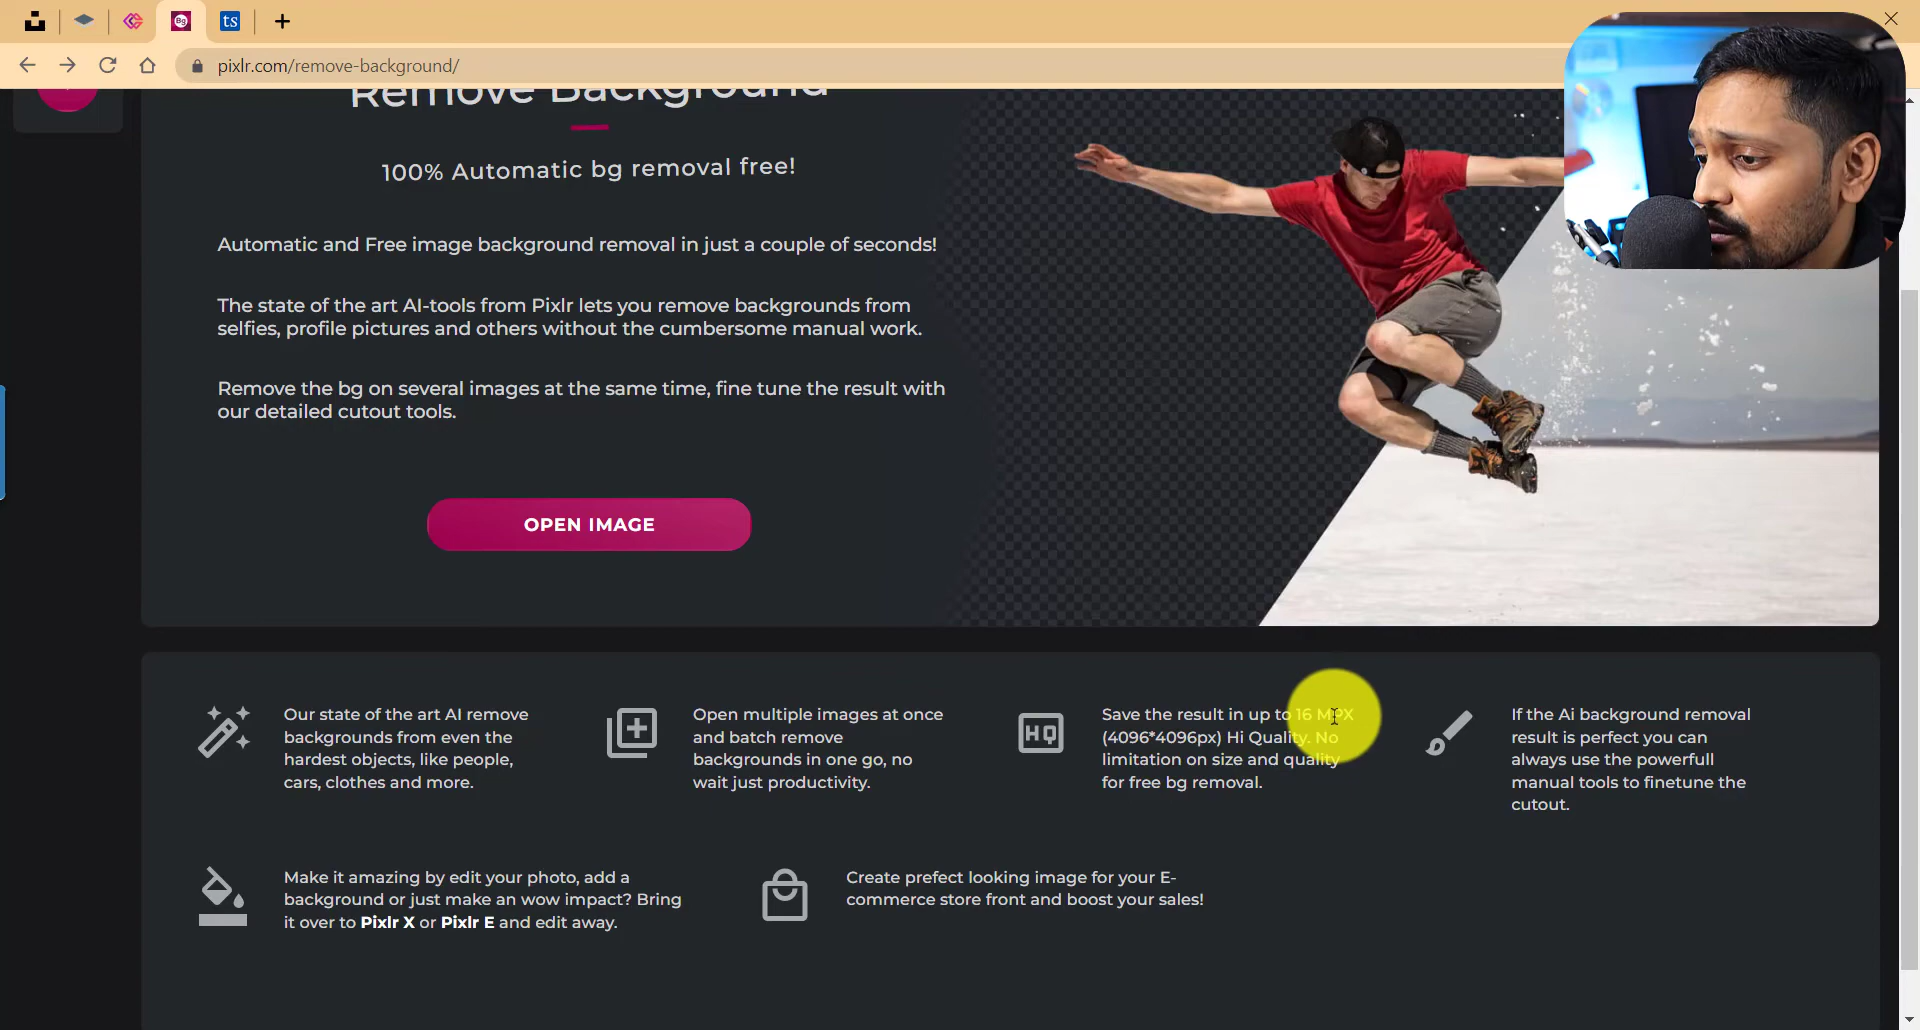 Bg
ts
pixlr.com/remove-background/
Remove Background
100% Automatic bg removal free!
Automatic and Free image background removal in just a couple of seconds!
The state of the art AI-tools from Pixlr lets you remove backgrounds from
selfies, profile pictures and others without the cumbersome manual work.
Remove the bg on several images at the same time, fine tune the result with
our detailed cutout tools.
OPEN IMAGE
Our state of the art AI remove
backgrounds from even the
hardest objects, like people,
cars, clothes and more.
Open multiple images at once
and batch remove
backgrounds in one go, no
wait just productivity.
HQ
Save the result in up to 16 MPX
(4096*4096px) Hi Quality. No
limitation on size and quality
for free bg removal.
If the Ai background removal
result is perfect you can
always use the powerfull
manual tools to finetune the
cutout.
Make it amazing by edit your photo, add a
background or just make an wow impact? Bring
it over to Pixlr X or Pixlr E and edit away.
Create prefect looking image for your E-
commerce store front and boost your sales!